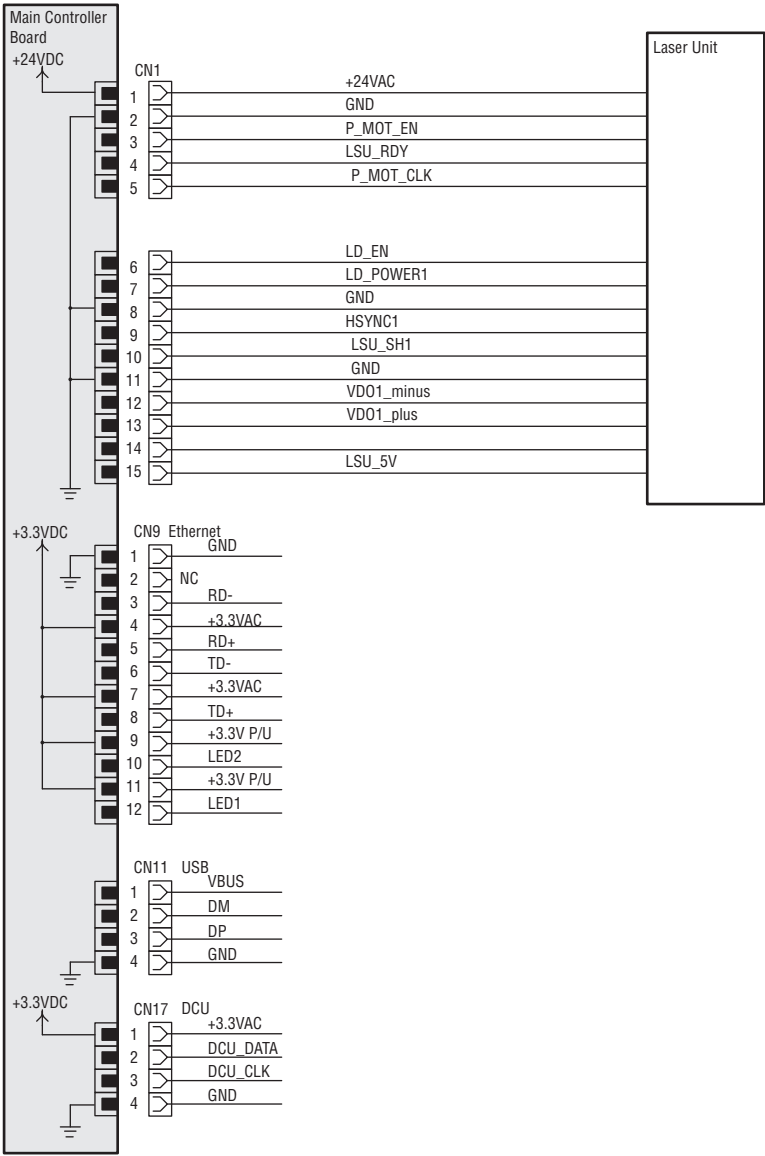 Main Controller
Board
+24VDC
Laser Unit
CN1
1 +24VAC
2 GND
3 P_MOT_EN
4 LSU_RDY
5 P_MOT_CLK
6 LD_EN
7 LD_POWER1
8 GND
9 HSYNC1
10 LSU_SH1
11 GND
12 VDO1_minus
13 VDO1_plus
14
15 LSU_5V
+3.3VDC
CN9 Ethernet
1 GND
2 NC
3 RD-
4 +3.3VAC
5 RD+
6 TD-
7 +3.3VAC
8 TD+
9 +3.3V P/U
10 LED2
11 +3.3V P/U
12 LED1
CN11 USB
1 VBUS
2 DM
3 DP
4 GND
+3.3VDC
CN17 DCU
1 +3.3VAC
2 DCU_DATA
3 DCU_CLK
4 GND